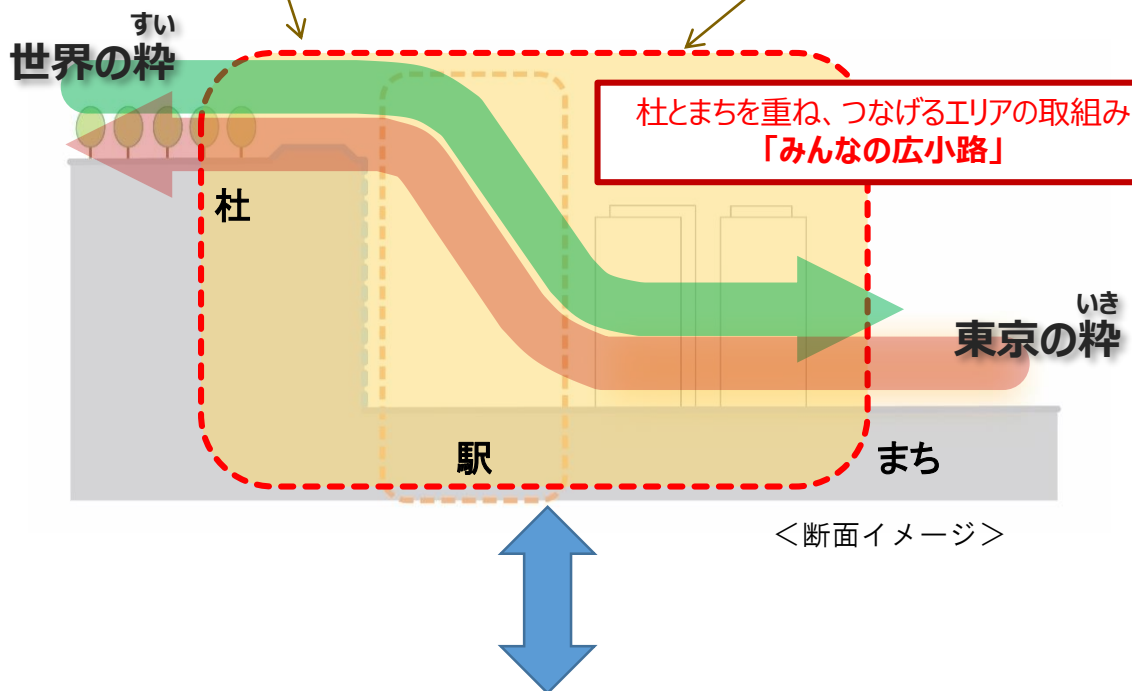 すい
世界の粋
杜とまちを重ね、つなげるエリアの取組み
「みんなの広小路」
杜
いき
東京の粋
駅
まち
＜断面イメージ＞